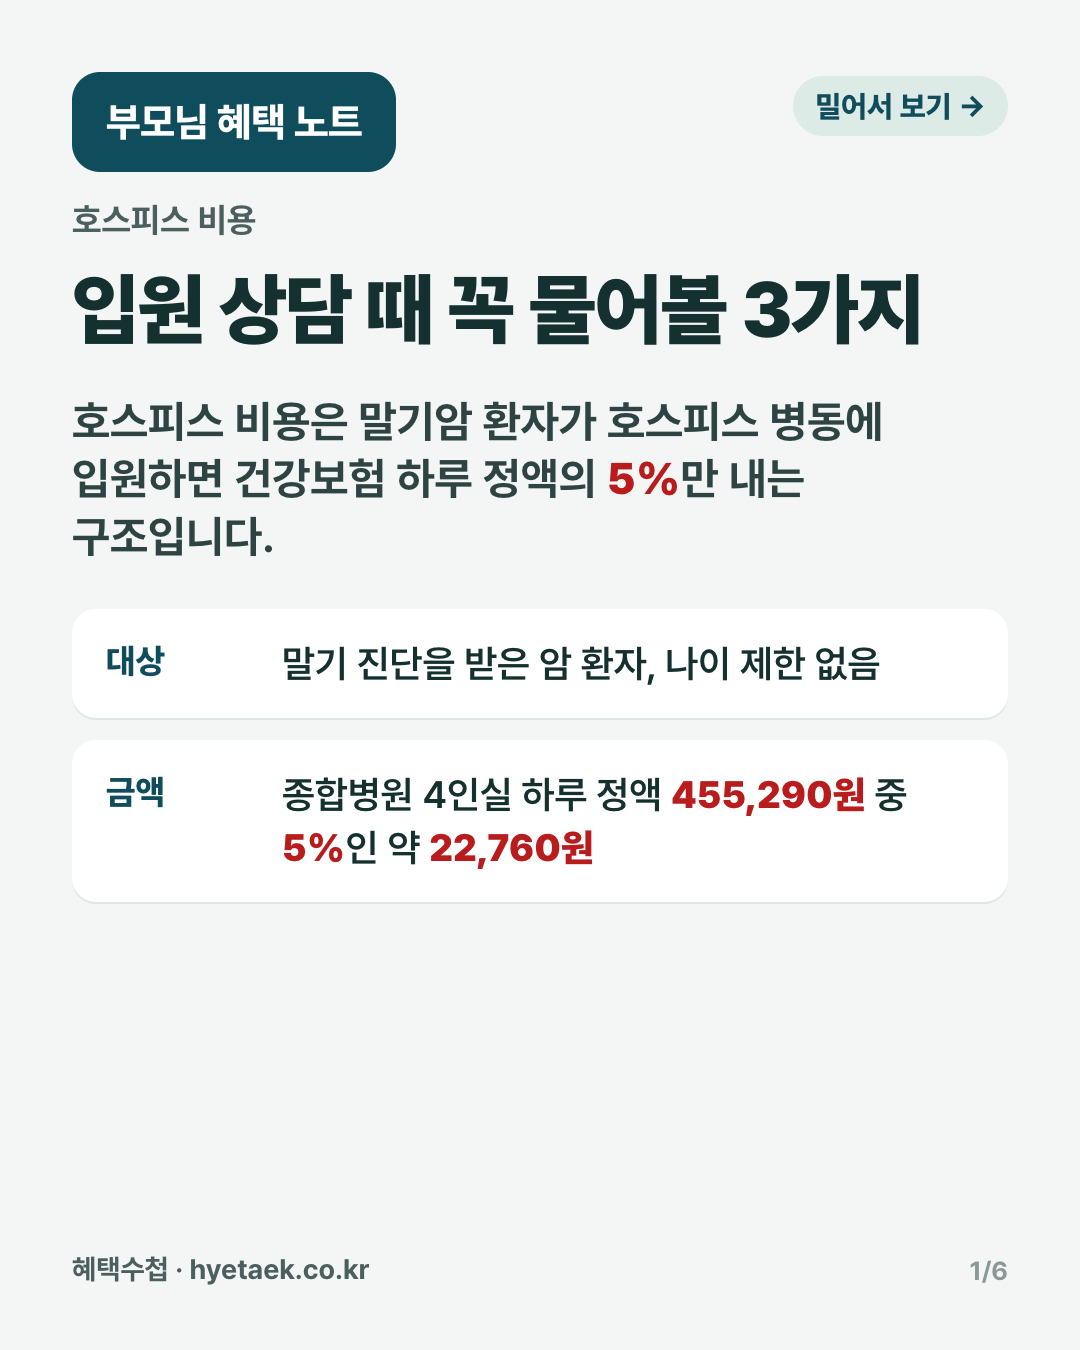 부모님 혜택 노트
밀어서 보기 →
호스피스 비용
입원 상담 때 꼭 물어볼 3가지
호스피스 비용은 말기암 환자가 호스피스 병동에
입원하면 건강보험 하루 정액의 5%만 내는
구조입니다.
대상
말기 진단을 받은 암 환자, 나이 제한 없음
금액
종합병원 4인실 하루 정액 455,290원 중
5%인 약 22,760원
혜택수첩 · hyetaek.co.kr
1/6